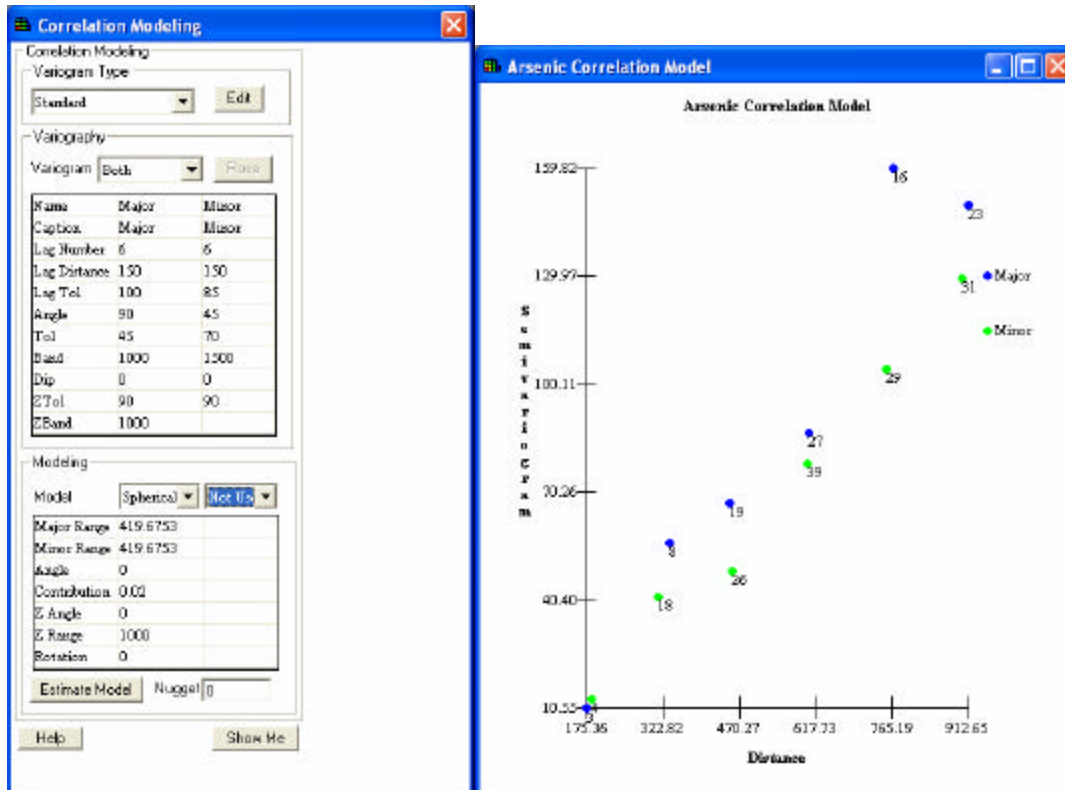 Correlation Modeling
Correlation Modeling
Variogram Type
Standard
Edit
Variography
Variogram Both
Rose
Name Major Minor
Caption Major Minor
Lag Number 6 6
Lag Distance 150 150
Lag Tol 100 85
Angle 90 45
Tol 45 70
Band 1000 1500
Dip 0 0
ZTol 90 90
ZBand 1000
Modeling
Model Spherical Not Us
Major Range 419.6753
Minor Range 419.6753
Angle 0
Contribution 0.02
Z Angle 0
Z Range 1000
Rotation 0
Estimate Model Nugget 0
Help Show Me
Arsenic Correlation Model
Arsenic Correlation Model
Semivariogram
159.82
129.97
100.11
70.26
40.40
10.55
16
23
31
29
27
39
19
26
8
18
Major
Minor
175.36 322.82 470.27 617.73 765.19 912.65
Distance